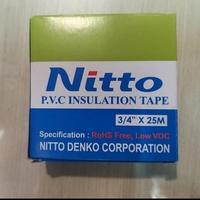 Nitto
P.V.C INSULATION TAPE
3/4" X 25M
Specification : RoHS Free, Low VOC
NITTO DENKO CORPORATION